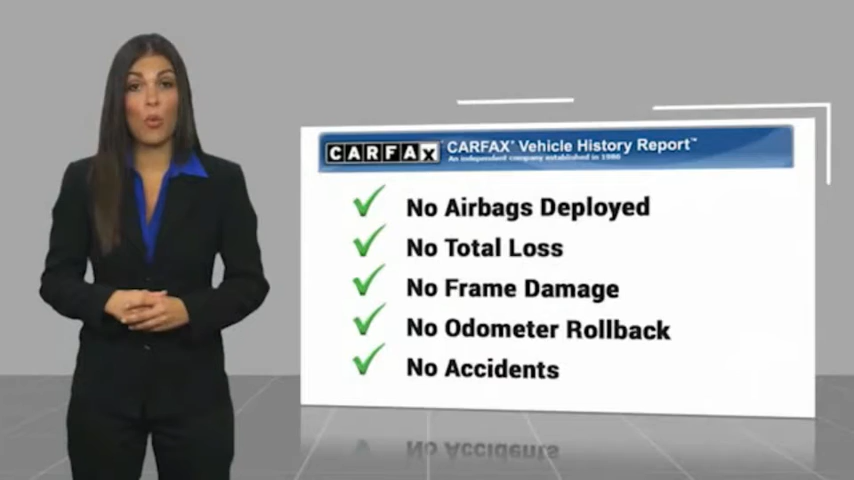 CARFAX CARFAX® Vehicle History Report™
An independent company established in 1986
No Airbags Deployed
No Total Loss
No Frame Damage
No Odometer Rollback
No Accidents
No Accidents